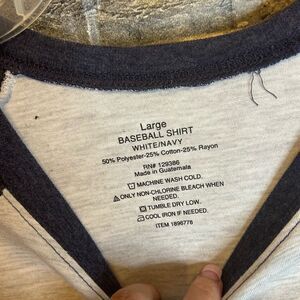 Large
BASEBALL SHIRT
WHITE/NAVY
50% Polyester-25% Cotton-25% Rayon
RN# 129386
Made in Guatemala
MACHINE WASH COLD.
ONLY NON-CHLORINE BLEACH WHEN
NEEDED.
TUMBLE DRY LOW.
COOL IRON IF NEEDED.
ITEM 1896776